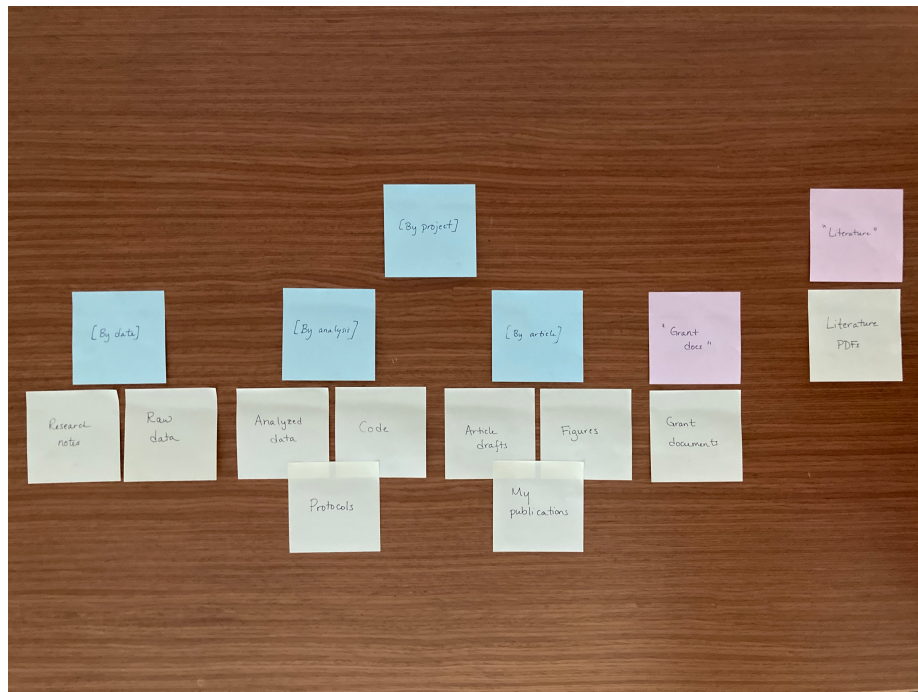 [By project]
"Literature"
[By date]
[By analysis]
[By article]
"Grant
docs"
Literature
PDFs
Research
notes
Raw
data
Analyzed
data
Code
Article
drafts
Figures
Grant
documents
Protocols
My
publications